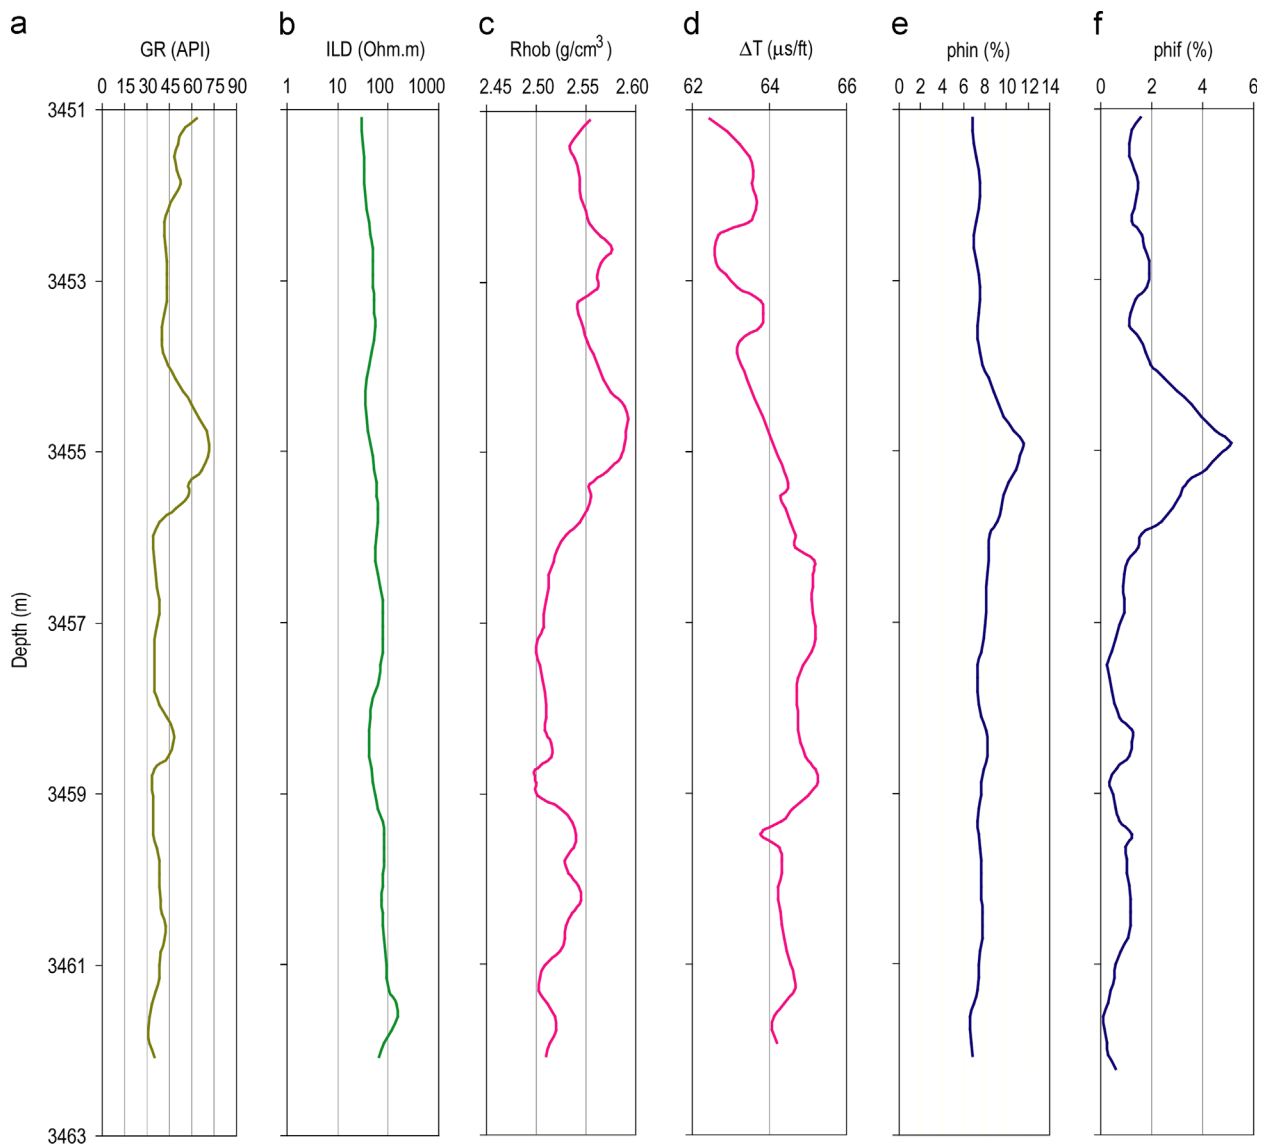 a b c d e f
GR (API) ILD (Ohm.m) Rhob (g/cm³) ΔT (μs/ft) phin (%) phif (%)
0 15 30 45 60 75 90 1 10 100 1000 2.45 2.50 2.55 2.60 62 64 66 0 2 4 6 8 10 12 14 0 2 4 6
3451
3453
3455
3457
Depth (m)
3459
3461
3463